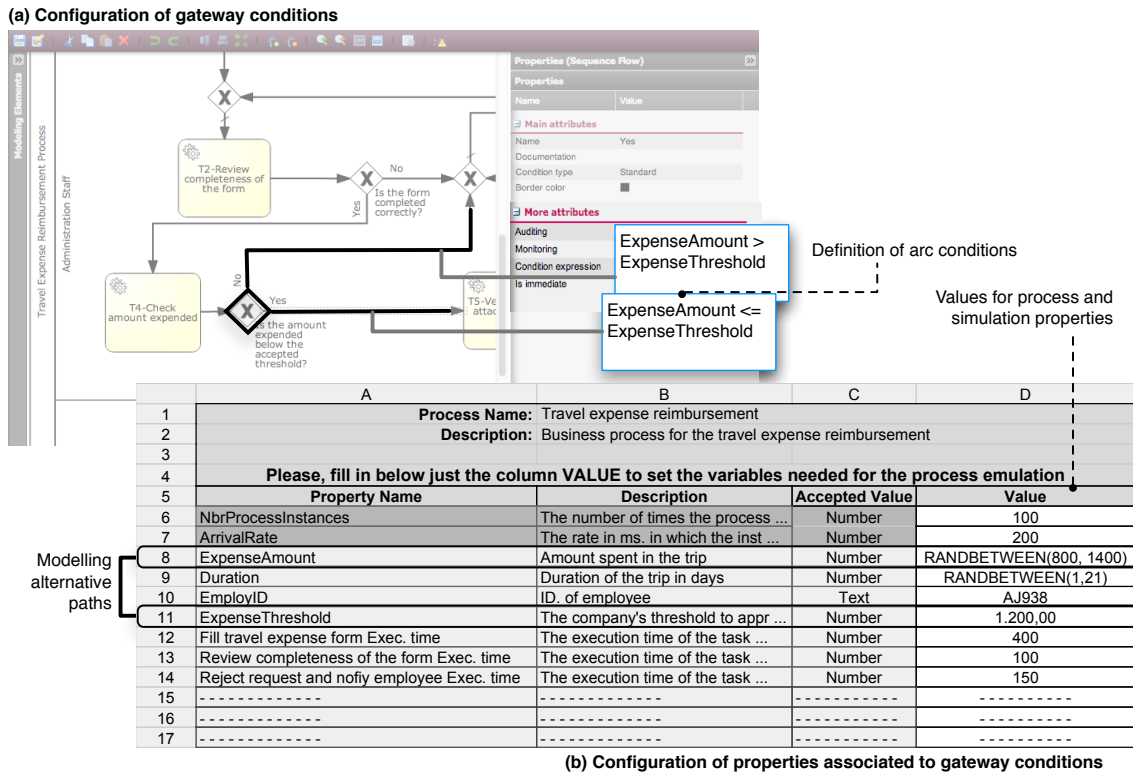 (a) Configuration of gateway conditions
Modeling Elements
Travel Expense Reimbursement Process
Administration Staff
T2-Review
completeness of
the form
X
X
X
No
Is the form
completed
correctly?
Yes
T4-Check
amount expended
X
No
Yes
Is the amount
expended
below the
accepted
threshold?
T5-Ve
attac
Properties (Sequence Flow)
Properties
Name Value
Main attributes
Name Yes
Documentation
Condition type Standard
Border color
More attributes
Auditing
Monitoring
Condition expression
Is immediate
ExpenseAmount >
ExpenseThreshold
ExpenseAmount <=
ExpenseThreshold
Definition of arc conditions
Values for process and
simulation properties
A B C D
1 Process Name: Travel expense reimbursement
2 Description: Business process for the travel expense reimbursement
3
4 Please, fill in below just the column VALUE to set the variables needed for the process emulation
5 Property Name Description Accepted Value Value
6 NbrProcessInstances The number of times the process ... Number 100
7 ArrivalRate The rate in ms. in which the inst ... Number 200
8 ExpenseAmount Amount spent in the trip Number RANDBETWEEN(800, 1400)
9 Duration Duration of the trip in days Number RANDBETWEEN(1,21)
10 EmployID ID. of employee Text AJ938
11 ExpenseThreshold The company's threshold to appr ... Number 1.200,00
12 Fill travel expense form Exec. time The execution time of the task ... Number 400
13 Review completeness of the form Exec. time The execution time of the task ... Number 100
14 Reject request and nofiy employee Exec. time The execution time of the task ... Number 150
15 - - - - - - - - - - - - - - - - - - - - - - - - - - - - - - - - - - - - - - - - - - - - -
16 - - - - - - - - - - - - - - - - - - - - - - - - - - - - - - - - - - - - - - - - - - - - -
17 - - - - - - - - - - - - - - - - - - - - - - - - - - - - - - - - - - - - - - - - - - - - -
Modelling
alternative
paths
(b) Configuration of properties associated to gateway conditions